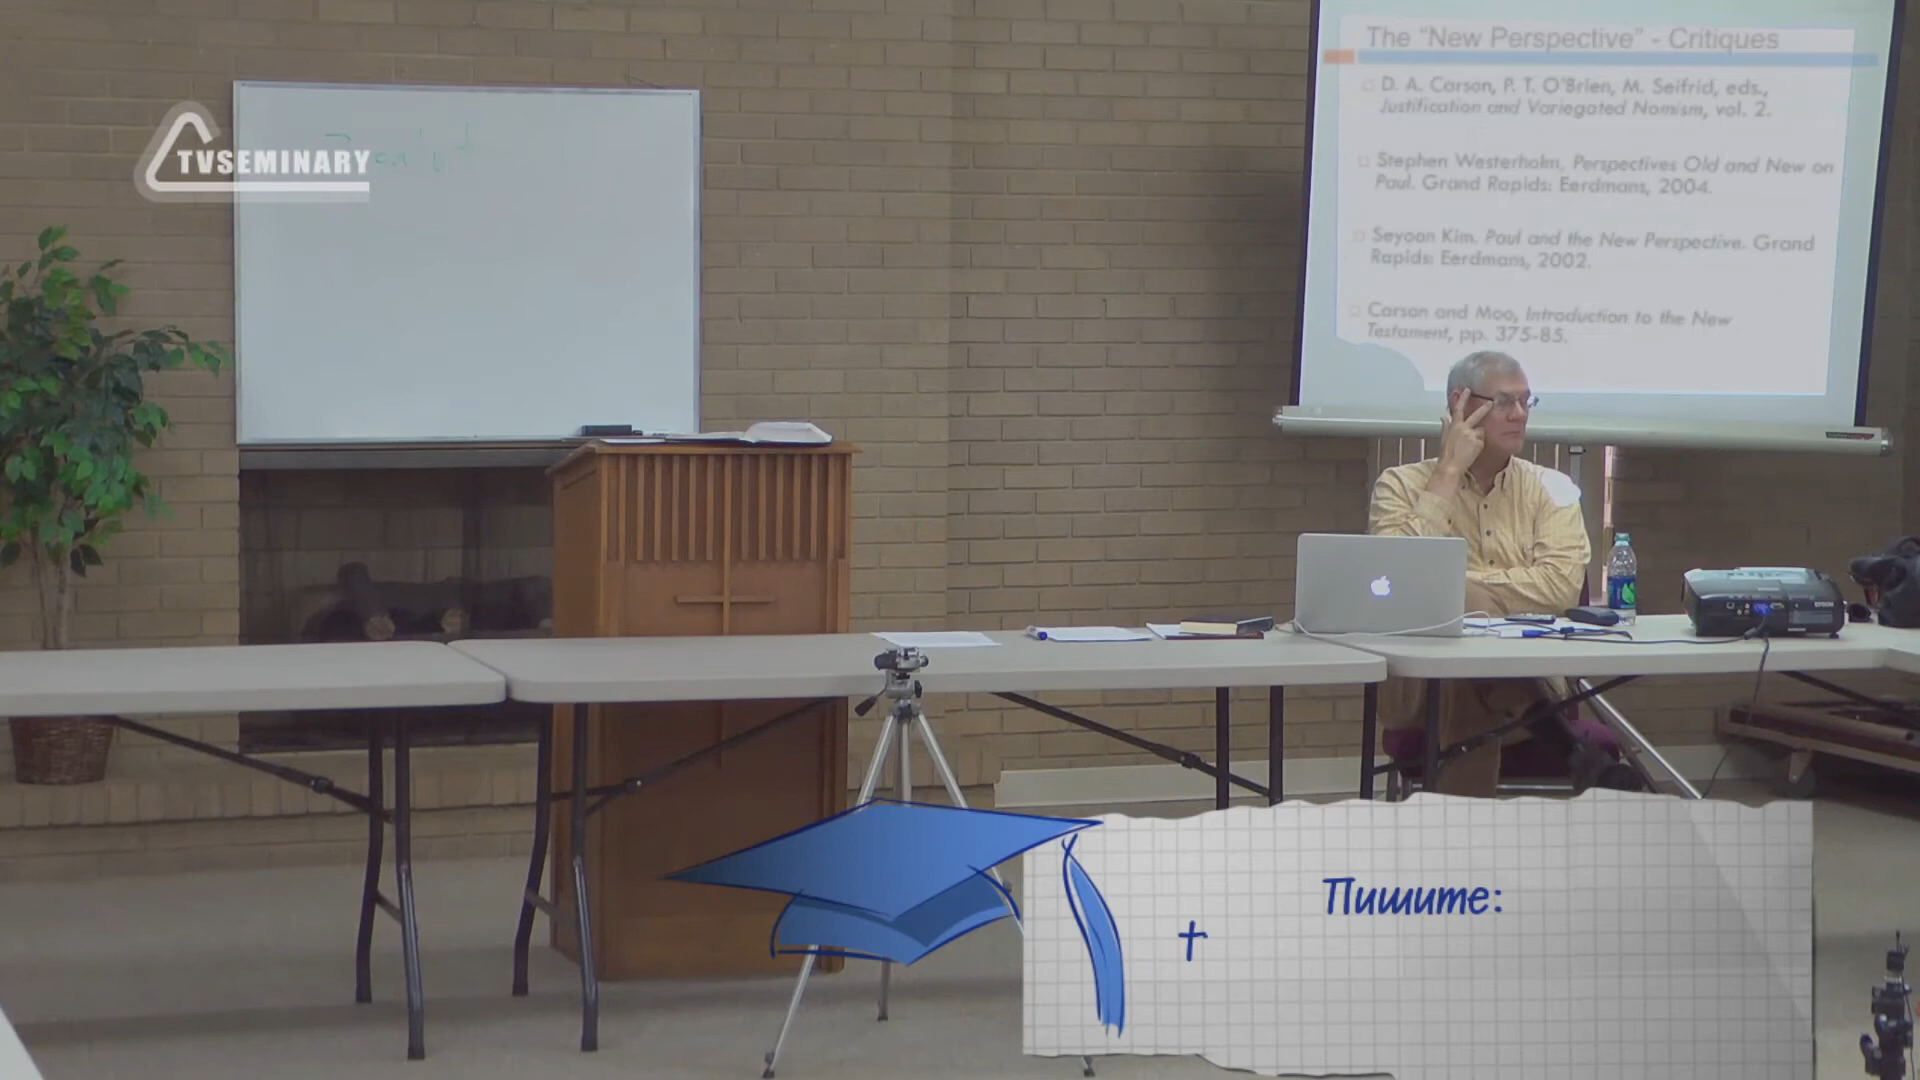 TVSEMINARY
The "New Perspective" - Critiques
D. A. Carson, P. T. O'Brien, M. Seifrid, eds.,
Justification and Variegated Nomism, vol. 2.
Stephen Westerholm, Perspectives Old and New on
Paul. Grand Rapids: Eerdmans, 2004.
Seyoon Kim. Paul and the New Perspective. Grand
Rapids: Eerdmans, 2002.
Carson and Moo, Introduction to the New
Testament, pp. 375-85.
EPSON
Пишите: